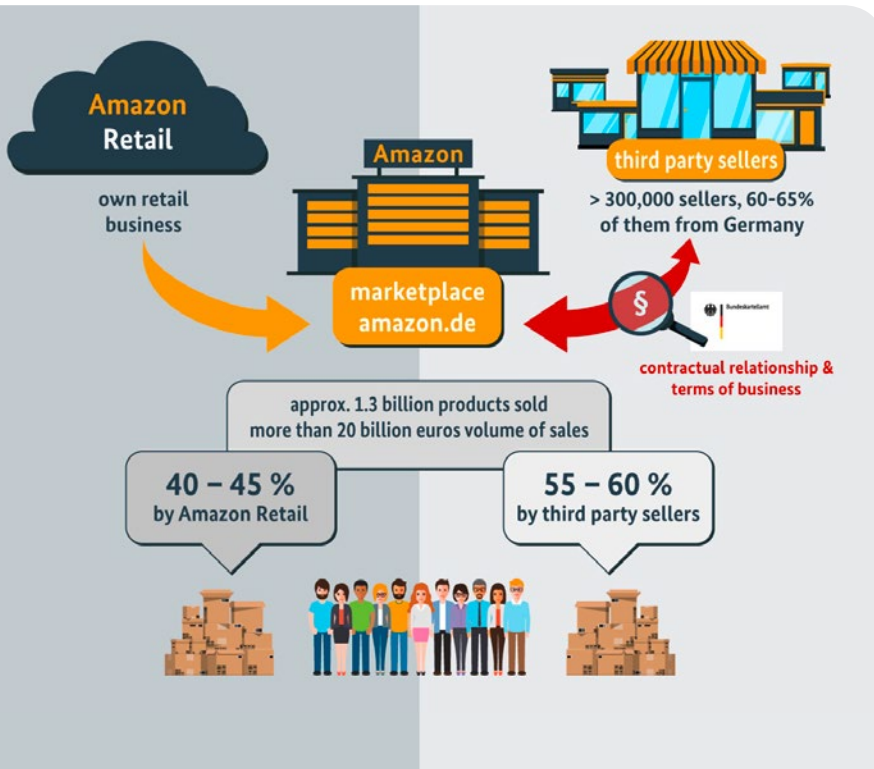 Amazon
Retail
own retail
business
Amazon
marketplace
amazon.de
third party sellers
> 300,000 sellers, 60-65%
of them from Germany
§
Bundeskartellamt
contractual relationship &
terms of business
approx. 1.3 billion products sold
more than 20 billion euros volume of sales
40 – 45 %
by Amazon Retail
55 – 60 %
by third party sellers